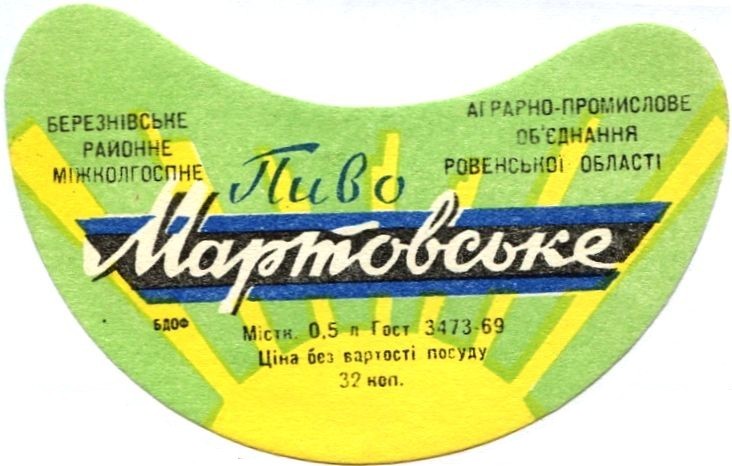 БЕРЕЗНІВСЬКЕ
РАЙОННЕ
МІЖКОЛГОСПНЕ
АГРАРНО-ПРОМИСЛОВЕ
ОБ'ЄДНАННЯ
РОВЕНСЬКОЇ ОБЛАСТІ
Пиво
Мартовське
БДОФ
Містк. 0,5 л Гост 3473-69
Ціна без вартості посуду
32 коп.